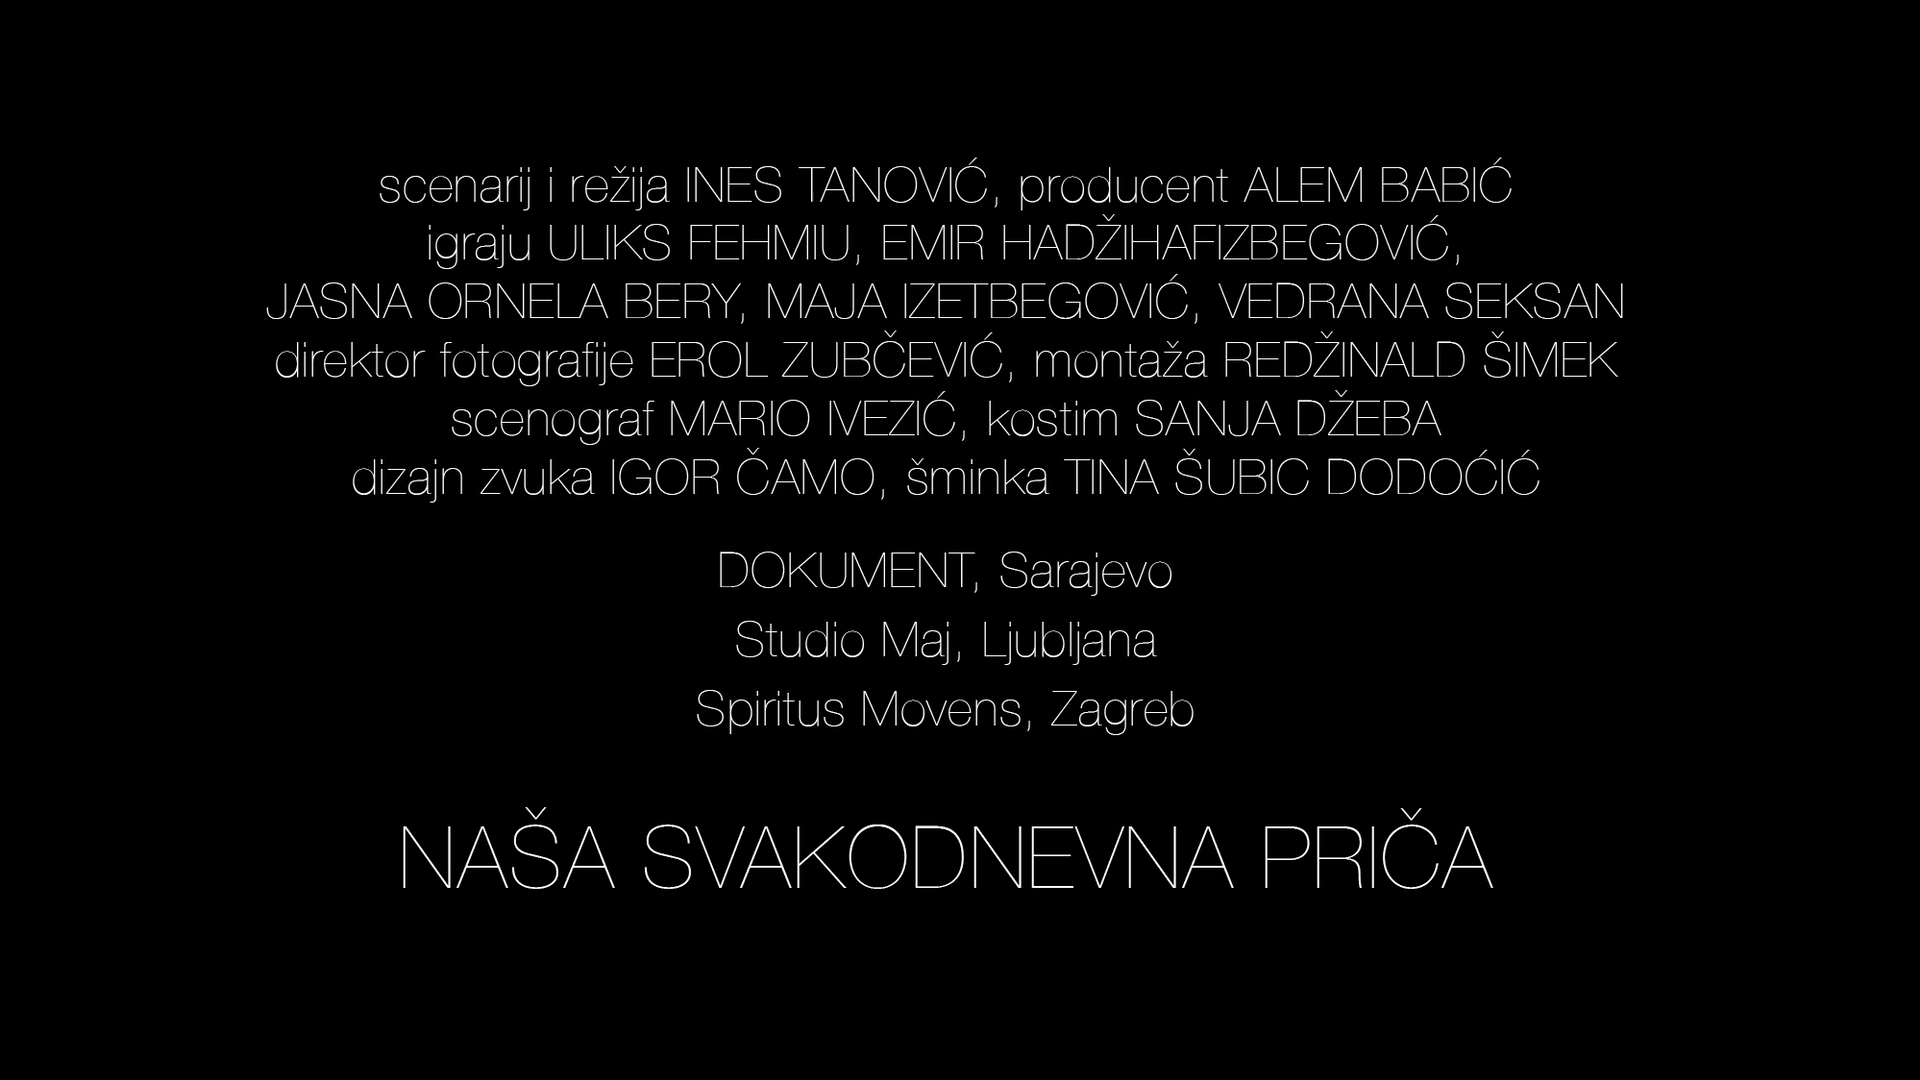 scenarij i režija INES TANOVIĆ, producent ALEM BABIĆ
igraju ULIKS FEHMIU, EMIR HADŽIHAFIZBEGOVIĆ,
JASNA ORNELA BERY, MAJA IZETBEGOVIĆ, VEDRANA SEKSAN
direktor fotografije EROL ZUBČEVIĆ, montaža REDŽINALD ŠIMEK
scenograf MARIO IVEZIĆ, kostim SANJA DŽEBA
dizajn zvuka IGOR ČAMO, šminka TINA ŠUBIC DODOĆIĆ
DOKUMENT, Sarajevo
Studio Maj, Ljubljana
Spiritus Movens, Zagreb
NAŠA SVAKODNEVNA PRIČA